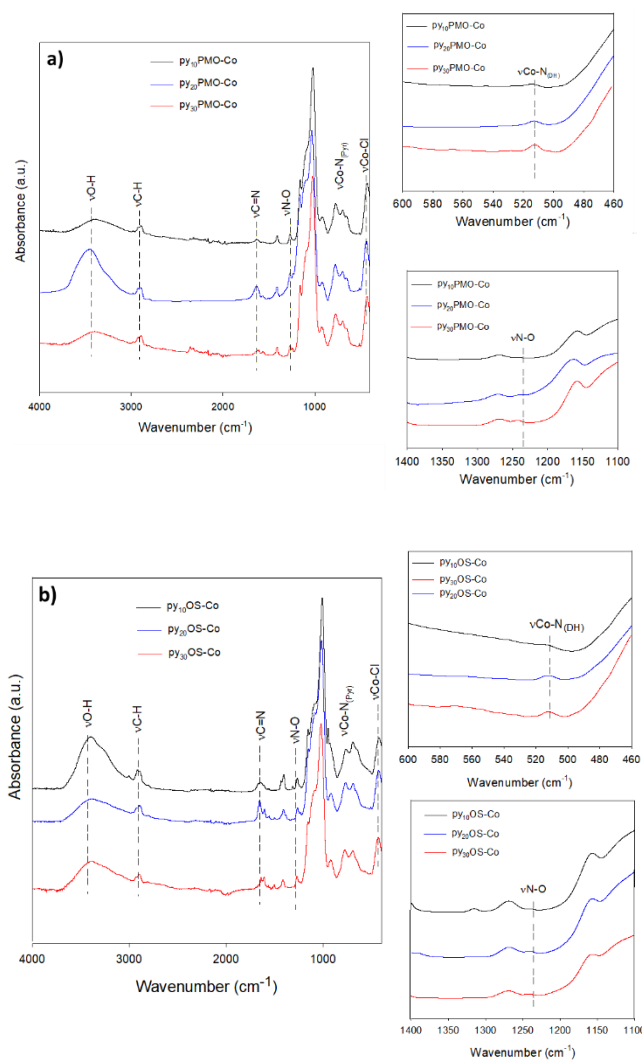 a)
py10PMO-Co
py20PMO-Co
py30PMO-Co
νO-H
νC-H
νC=N
νN-O
νCo-N(Pyr)
νCo-Cl
Absorbance (a.u.)
4000 3000 2000 1000
Wavenumber (cm-1)
py10PMO-Co
py20PMO-Co
py30PMO-Co
νCo-N(DH)
600 580 560 540 520 500 480 460
Wavenumber (cm-1)
py10PMO-Co
py20PMO-Co
py30PMO-Co
νN-O
1400 1350 1300 1250 1200 1150 1100
Wavenumber (cm-1)
b)
py10OS-Co
py20OS-Co
py30OS-Co
νO-H
νC-H
νC=N
νN-O
νCo-N(Pyr)
νCo-Cl
Absorbance (a.u.)
4000 3000 2000 1000
Wavenumber (cm-1)
py10OS-Co
py30OS-Co
py20OS-Co
νCo-N(DH)
600 580 560 540 520 500 480 460
Wavenumber (cm-1)
py10OS-Co
py20OS-Co
py30OS-Co
νN-O
1400 1350 1300 1250 1200 1150 1100
Wavenumber (cm-1)